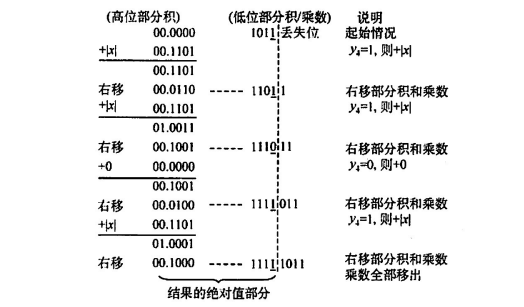 (高位部分积) (低位部分积/乘数) 说明
00.0000 1011 丢失位 起始情况
+|x| 00.1101 y₄=1, 则+|x|
00.1101
右移 00.0110 ----- 1101 1 右移部分积和乘数
+|x| 00.1101 y₄=1, 则+|x|
01.0011
右移 00.1001 ----- 1110 11 右移部分积和乘数
+0 00.0000 y₄=0, 则+0
00.1001
右移 00.0100 ----- 1111 011 右移部分积和乘数
+|x| 00.1101 y₄=1, 则+|x|
01.0001
右移 00.1000 ----- 1111 1011 右移部分积和乘数
乘数全部移出
结果的绝对值部分